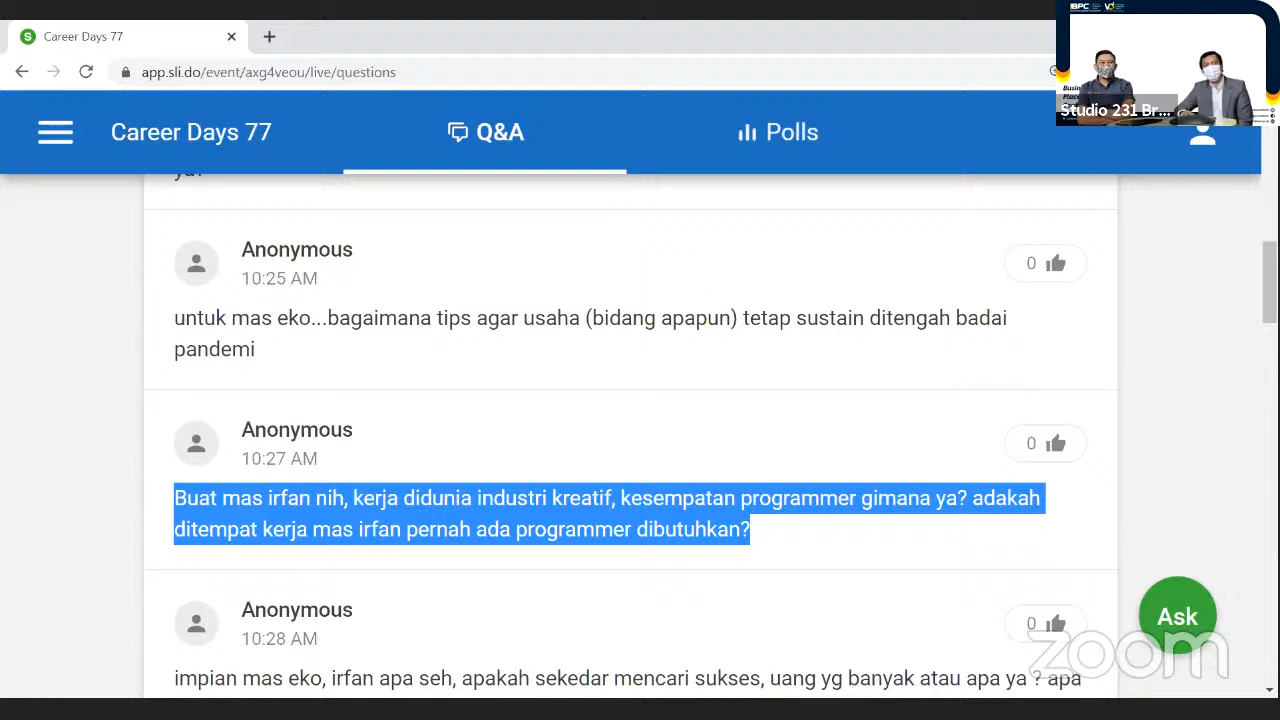 Career Days 77
app.sli.do/event/axg4veou/live/questions
BPC
Studio 231 Br...
Career Days 77
Q&A
Polls
Anonymous
10:25 AM
0
untuk mas eko...bagaimana tips agar usaha (bidang apapun) tetap sustain ditengah badai
pandemi
Anonymous
10:27 AM
0
Buat mas irfan nih, kerja didunia industri kreatif, kesempatan programmer gimana ya? adakah
ditempat kerja mas irfan pernah ada programmer dibutuhkan?
Anonymous
10:28 AM
0
Ask
zoom
impian mas eko, irfan apa seh, apakah sekedar mencari sukses, uang yg banyak atau apa ya ? apa